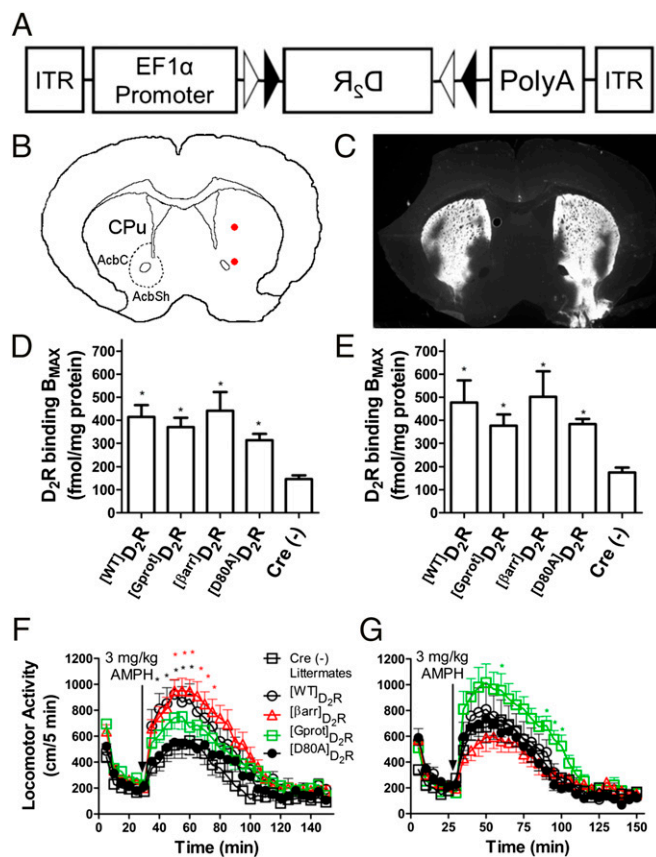 A
ITR
EF1α
Promoter
D₂R
PolyA
ITR
B
CPu
AcbC
AcbSh
C
D
D₂R binding BMAX
(fmol/mg protein)
700
600
500
400
300
200
100
0
*
*
*
*
[WT]D₂R
[Gprot]D₂R
[βarr]D₂R
[D80A]D₂R
Cre (-)
E
D₂R binding BMAX
(fmol/mg protein)
700
600
500
400
300
200
100
0
*
*
*
*
[WT]D₂R
[Gprot]D₂R
[βarr]D₂R
[D80A]D₂R
Cre (-)
F
3 mg/kg
AMPH
Locomotor Activity
(cm/5 min)
1200
1000
800
600
400
200
0
0
20
40
60
80
100
120
140
Time (min)
Cre (-)
Littermates
[WT]D₂R
[βarr]D₂R
[Gprot]D₂R
[D80A]D₂R
G
3 mg/kg
AMPH
1200
1000
800
600
400
200
0
0
25
50
75
100
125
150
Time (min)